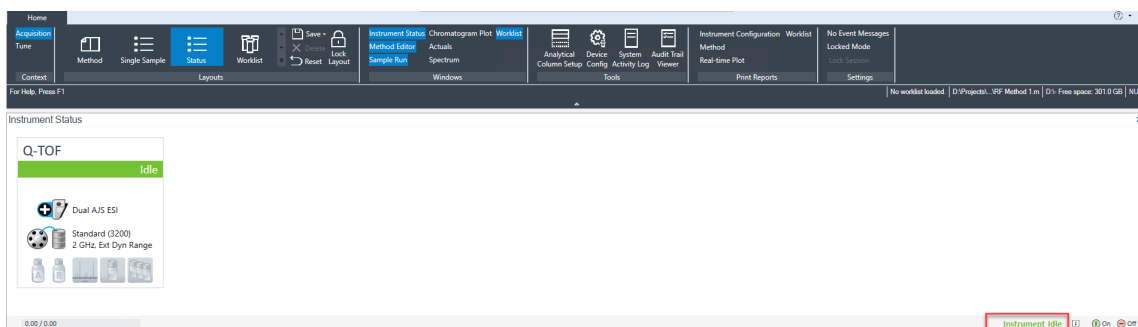 Home
Acquisition
Tune
Context
Method
Single Sample
Status
Worklist
Save
Delete
Reset
Lock Layout
Layouts
Instrument Status Chromatogram Plot Worklist
Method Editor Actuals
Sample Run Spectrum
Windows
Analytical Column Setup
Device Config
System Activity Log
Audit Trail Viewer
Tools
Instrument Configuration Worklist
Method
Real-time Plot
Print Reports
No Event Messages
Locked Mode
Lock Session
Settings
For Help, Press F1
No worklist loaded. D:\Projects\...\RF Method 1.m D:\- Free space: 301.0 GB NU
Instrument Status
Q-TOF
Idle
Dual AJS ESI
Standard (3200)
2 GHz, Ext Dyn Range
A B
0.00 / 0.00
Instrument Idle On Off